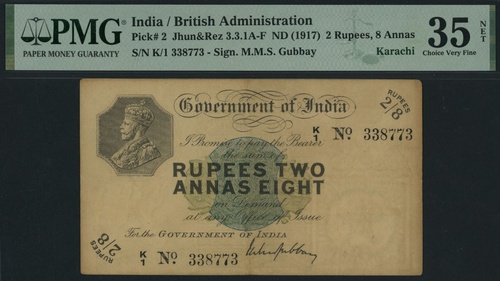 PMG
PAPER MONEY GUARANTY
India / British Administration
Pick# 2 Jhun&Rez 3.3.1A-F ND (1917) 2 Rupees, 8 Annas
S/N K/1 338773 - Sign. M.M.S. Gubbay Karachi
35 NET
Choice Very Fine
Government of India
RUPEES 2/8
K/1 No 338773
I Promise to pay the Bearer
the sum of
RUPEES TWO
ANNAS EIGHT
on Demand
at any Office of Issue
For the GOVERNMENT OF INDIA
RUPEES 2/8
K/1 No 338773